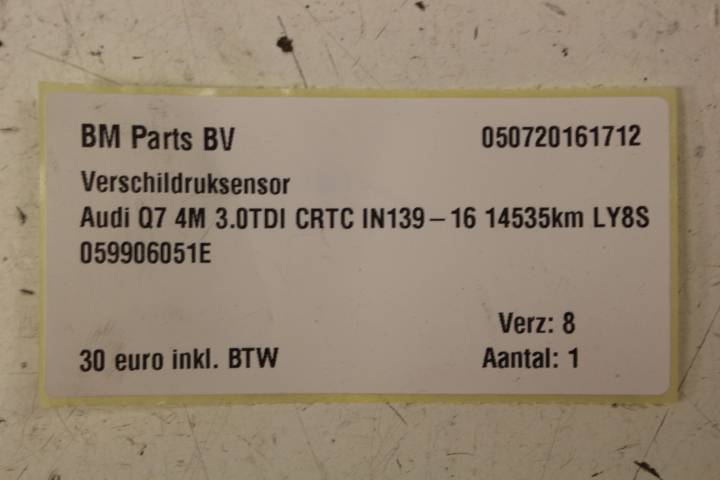 BM Parts BV 050720161712
Verschildruksensor
Audi Q7 4M 3.0TDI CRTC IN139-16 14535km LY8S
059906051E
Verz: 8
30 euro inkl. BTW Aantal: 1